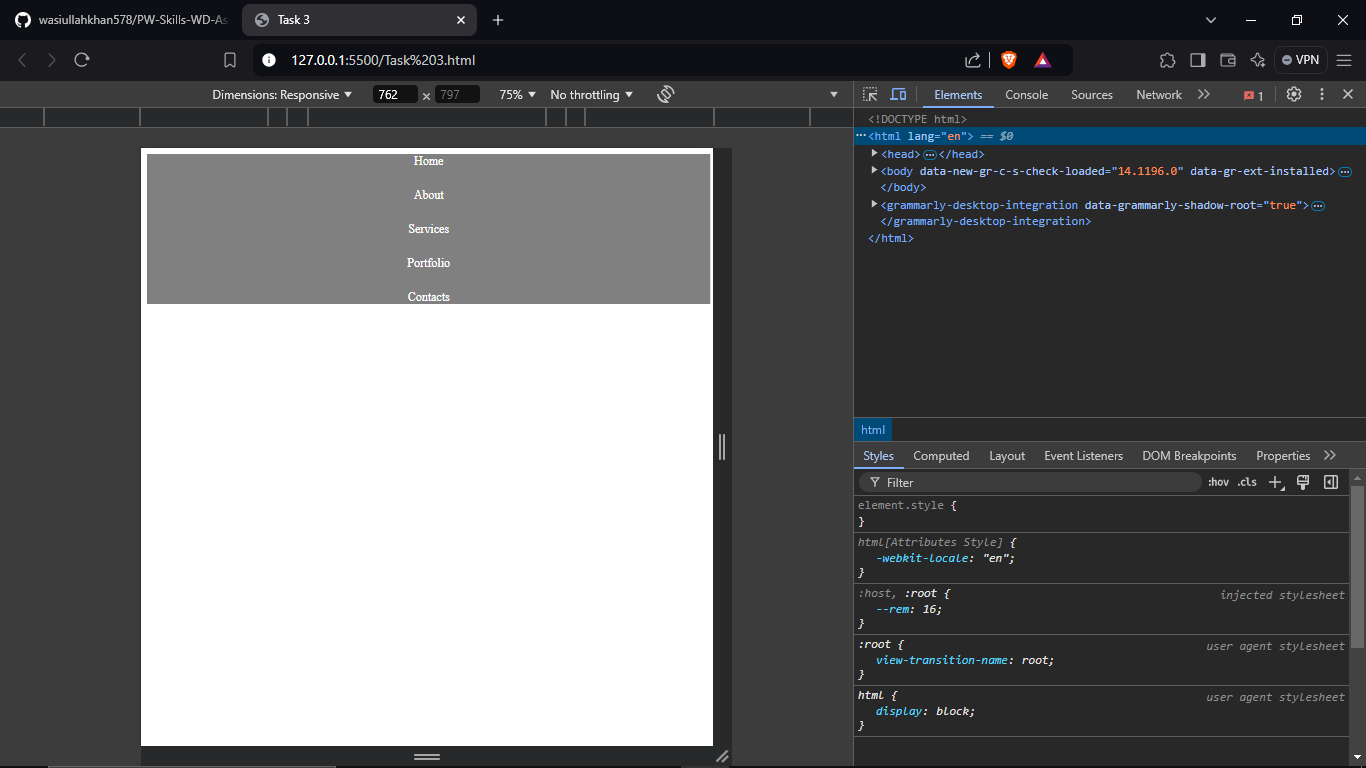 wasiullahkhan578/PW-Skills-WD-As
Task 3
127.0.0.1:5500/Task%203.html
VPN
Dimensions: Responsive 762 × 797 75% No throttling
Elements Console Sources Network 1
<!DOCTYPE html>
<html lang="en"> == $0
<head> </head>
<body data-new-gr-c-s-check-loaded="14.1196.0" data-gr-ext-installed>
</body>
<grammarly-desktop-integration data-grammarly-shadow-root="true">
</grammarly-desktop-integration>
</html>
Home
About
Services
Portfolio
Contacts
html
Styles Computed Layout Event Listeners DOM Breakpoints Properties
Filter :hov .cls
element.style {
}
html[Attributes Style] {
-webkit-locale: "en";
}
:host, :root { injected stylesheet
--rem: 16;
}
:root { user agent stylesheet
view-transition-name: root;
}
html { user agent stylesheet
display: block;
}